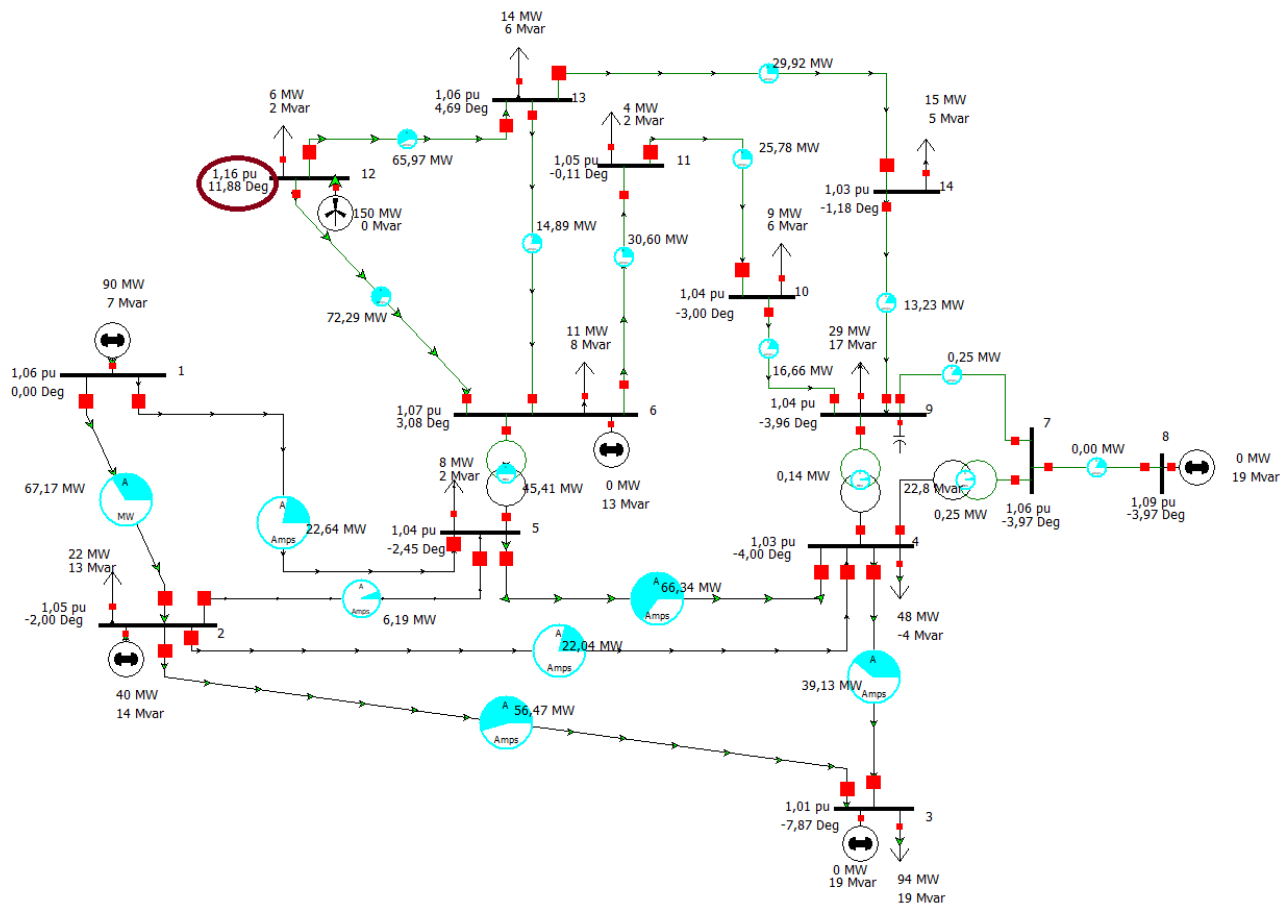 14 MW
6 Mvar
29,92 MW
1,06 pu
4,69 Deg
13
6 MW
2 Mvar
65,97 MW
4 MW
2 Mvar
25,78 MW
15 MW
5 Mvar
1,05 pu
-0,11 Deg
11
1,16 pu
11,88 Deg
12
1,03 pu
-1,18 Deg
14
150 MW
0 Mvar
14,89 MW
30,60 MW
9 MW
6 Mvar
72,29 MW
1,04 pu
-3,00 Deg
10
13,23 MW
90 MW
7 Mvar
11 MW
8 Mvar
29 MW
17 Mvar
16,66 MW
0,25 MW
1,06 pu
0,00 Deg
1
1,07 pu
3,08 Deg
6
1,04 pu
-3,96 Deg
9
7
8
0,00 MW
0 MW
19 Mvar
8 MW
2 Mvar
45,41 MW
0 MW
13 Mvar
0,14 MW
22,8 Mvar
0,25 MW
1,06 pu
-3,97 Deg
1,09 pu
-3,97 Deg
67,17 MW
A
MW
A
22,64 MW
Amps
1,04 pu
-2,45 Deg
5
1,03 pu
-4,00 Deg
4
22 MW
13 Mvar
A
Amps
6,19 MW
A
66,34 MW
Amps
48 MW
-4 Mvar
1,05 pu
-2,00 Deg
2
A
22,04 MW
Amps
A
39,13 MW
Amps
40 MW
14 Mvar
A
56,47 MW
Amps
1,01 pu
-7,87 Deg
3
0 MW
19 Mvar
94 MW
19 Mvar